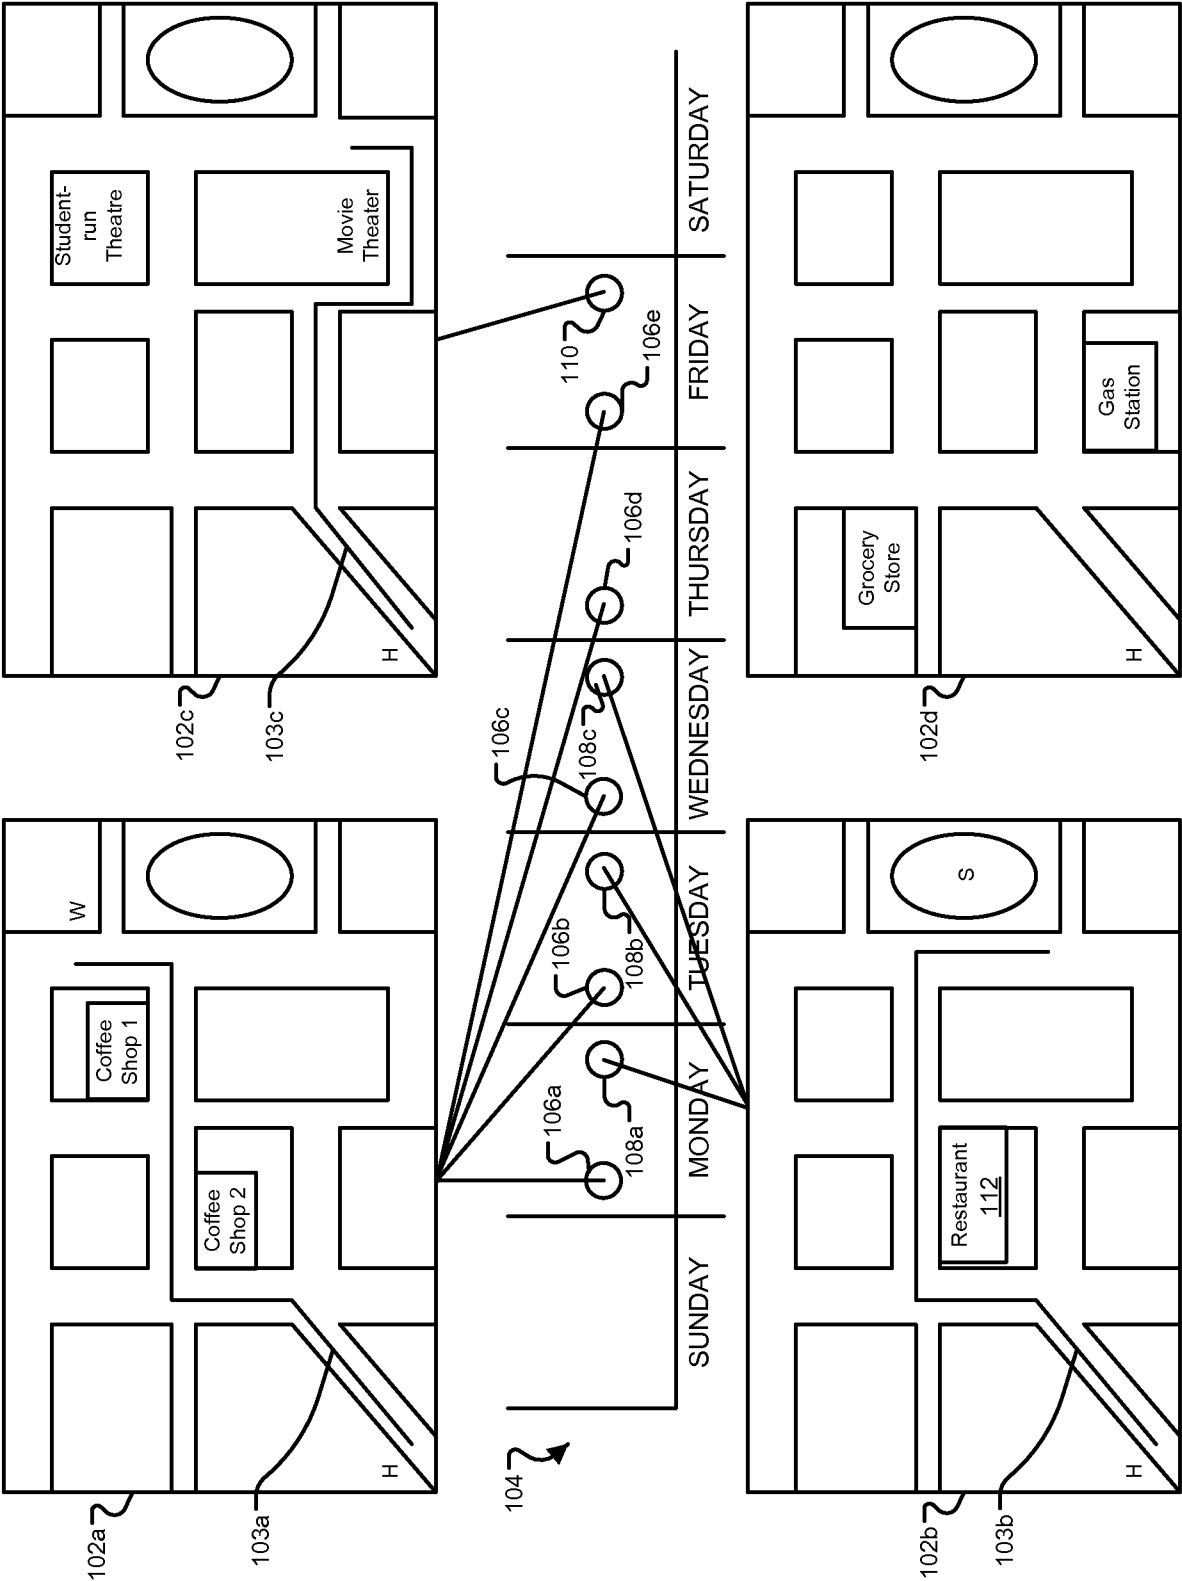 102a
W
Coffee
Shop 1
Coffee
Shop 2
103a
H
102c
Student-
run
Theatre
103c
Movie
Theater
H
104
106a
106b
106c
108a
108b
108c
106d
110
106e
SUNDAY
MONDAY
TUESDAY
WEDNESDAY
THURSDAY
FRIDAY
SATURDAY
102b
Restaurant
112
S
103b
H
102d
Grocery
Store
Gas
Station
H